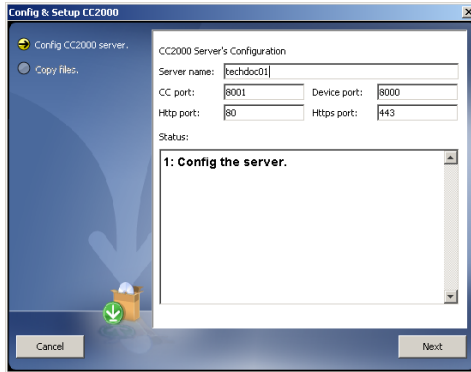 Config & Setup CC2000
Config CC2000 server.
Copy files.
CC2000 Server's Configuration
Server name: techdoc01
CC port: 8001 Device port: 8000
Http port: 80 Https port: 443
Status:
1: Config the server.
Cancel Next